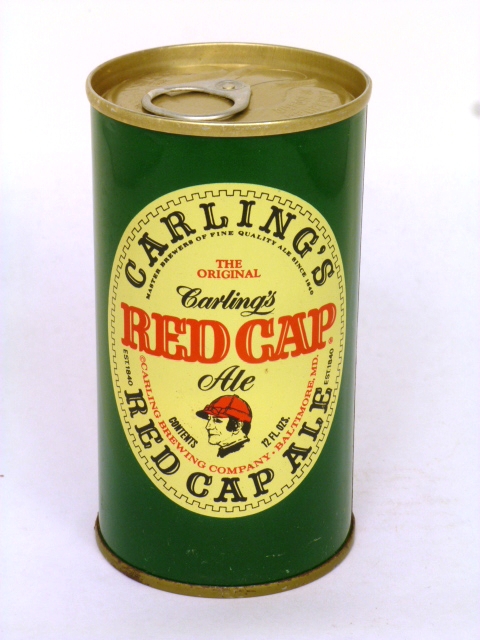 CARLING'S
MASTER BREWERS OF FINE QUALITY ALE SINCE 1840
THE
ORIGINAL
Carling's
RED CAP
Ale
EST 1840
EST 1840 ®
CONTENTS
12 FL. OZS.
©CARLING BREWING COMPANY • BALTIMORE, MD.
RED CAP ALE